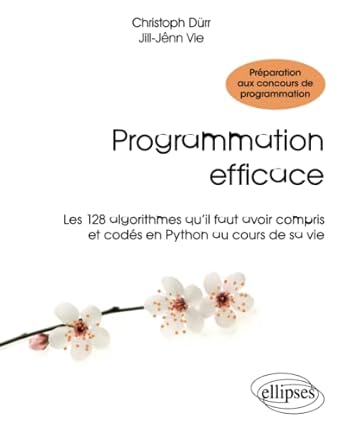 Christoph Dürr
Jill-Jênn Vie
Préparation
aux concours de
programmation
Programmation
efficace
Les 128 algorithmes qu'il faut avoir compris
et codés en Python au cours de sa vie
ellipses